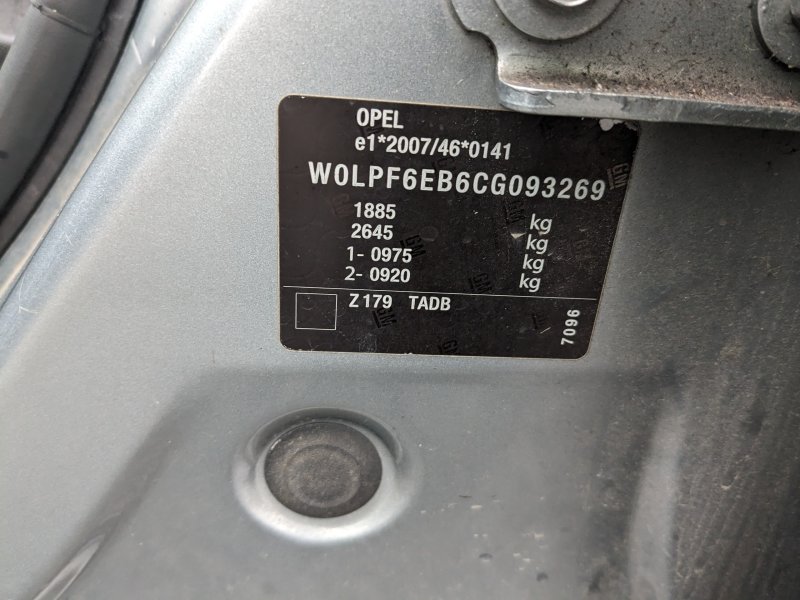 OPEL
e1*2007/46*0141
W0LPF6EB6CG093269
1885 kg
2645 kg
1- 0975 kg
2- 0920 kg
Z179 TADB
7096
GM